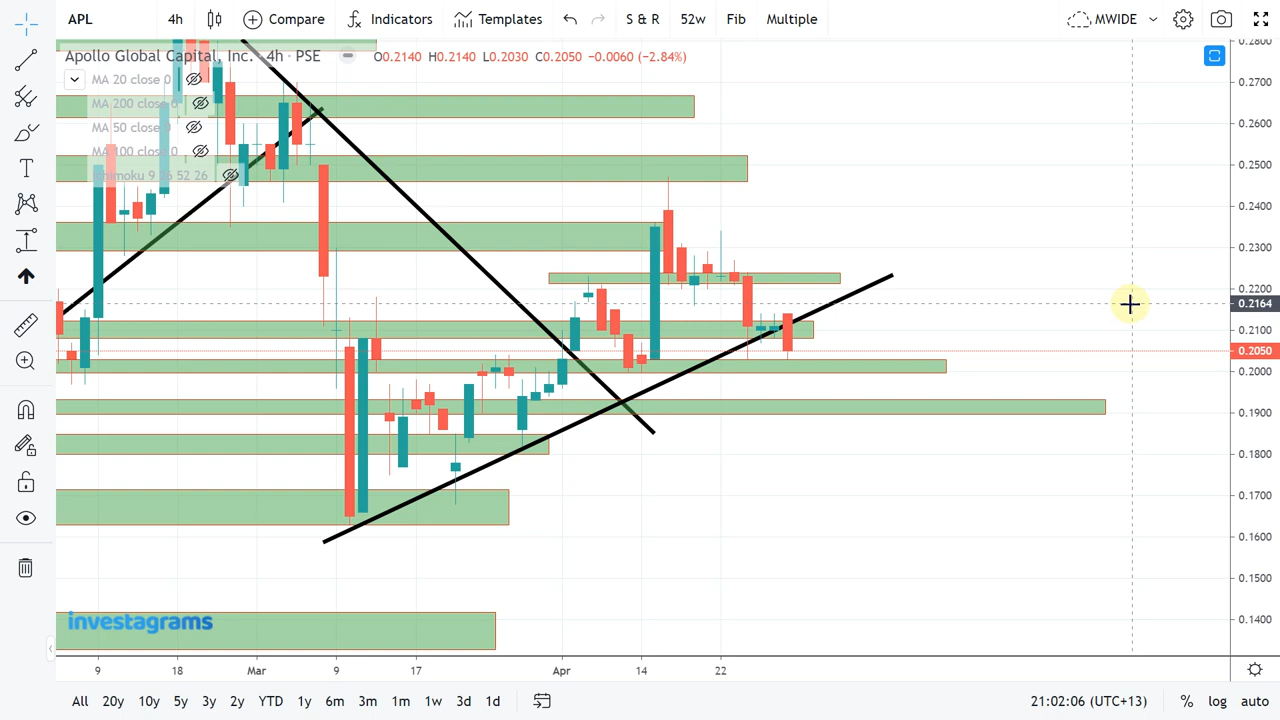 APL 4h Compare Indicators Templates S & R 52w Fib Multiple MWIDE
Apollo Global Capital, Inc. · 4h · PSE O0.2140 H0.2140 L0.2030 C0.2050 −0.0060 (−2.84%)
MA 20 close 0
MA 200 close 0
MA 50 close 0
MA 100 close 0
Ichimoku 9 26 52 26
0.2800
0.2700
0.2600
0.2500
0.2400
0.2300
0.2200
0.2164
0.2100
0.2050
0.2000
0.1900
0.1800
0.1700
0.1600
0.1500
0.1400
investagrams
9 18 Mar 9 17 Apr 14 22
All 20y 10y 5y 3y 2y YTD 1y 6m 3m 1m 1w 3d 1d 21:02:06 (UTC+13) % log auto